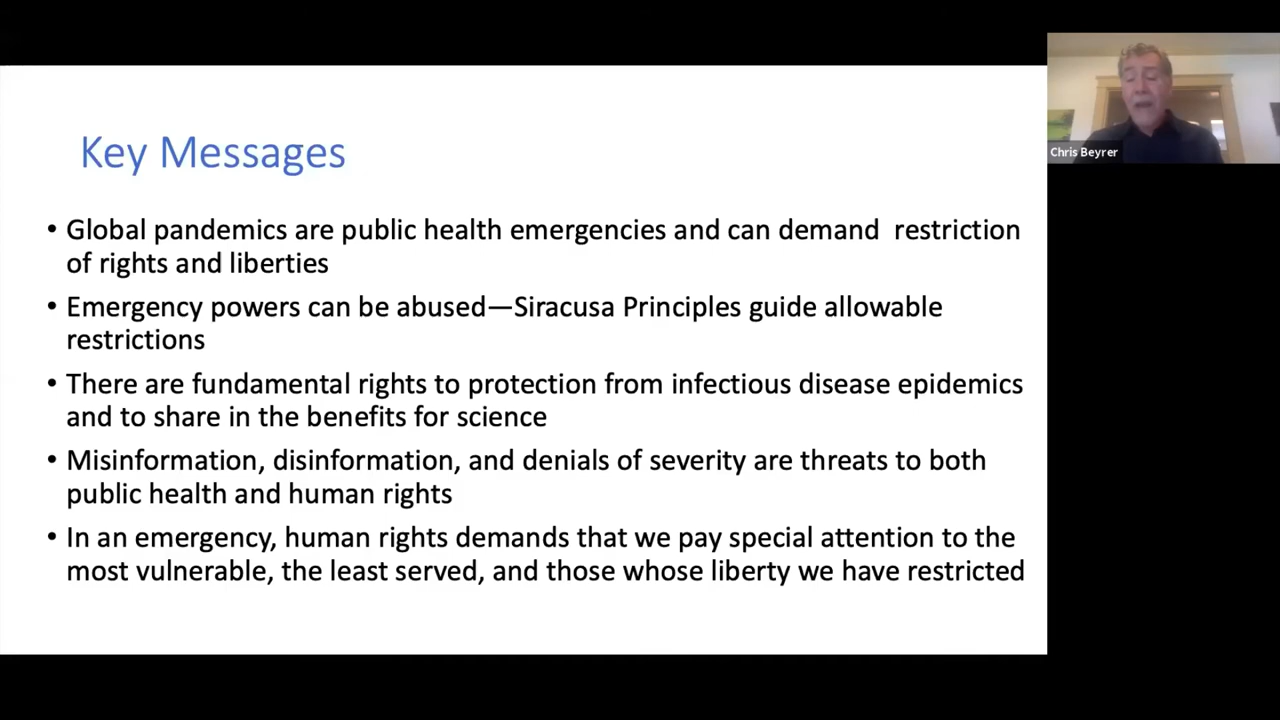 Key Messages
• Global pandemics are public health emergencies and can demand  restriction
of rights and liberties
• Emergency powers can be abused—Siracusa Principles guide allowable
restrictions
• There are fundamental rights to protection from infectious disease epidemics
and to share in the benefits for science
• Misinformation, disinformation, and denials of severity are threats to both
public health and human rights
• In an emergency, human rights demands that we pay special attention to the
most vulnerable, the least served, and those whose liberty we have restricted
Chris Beyrer